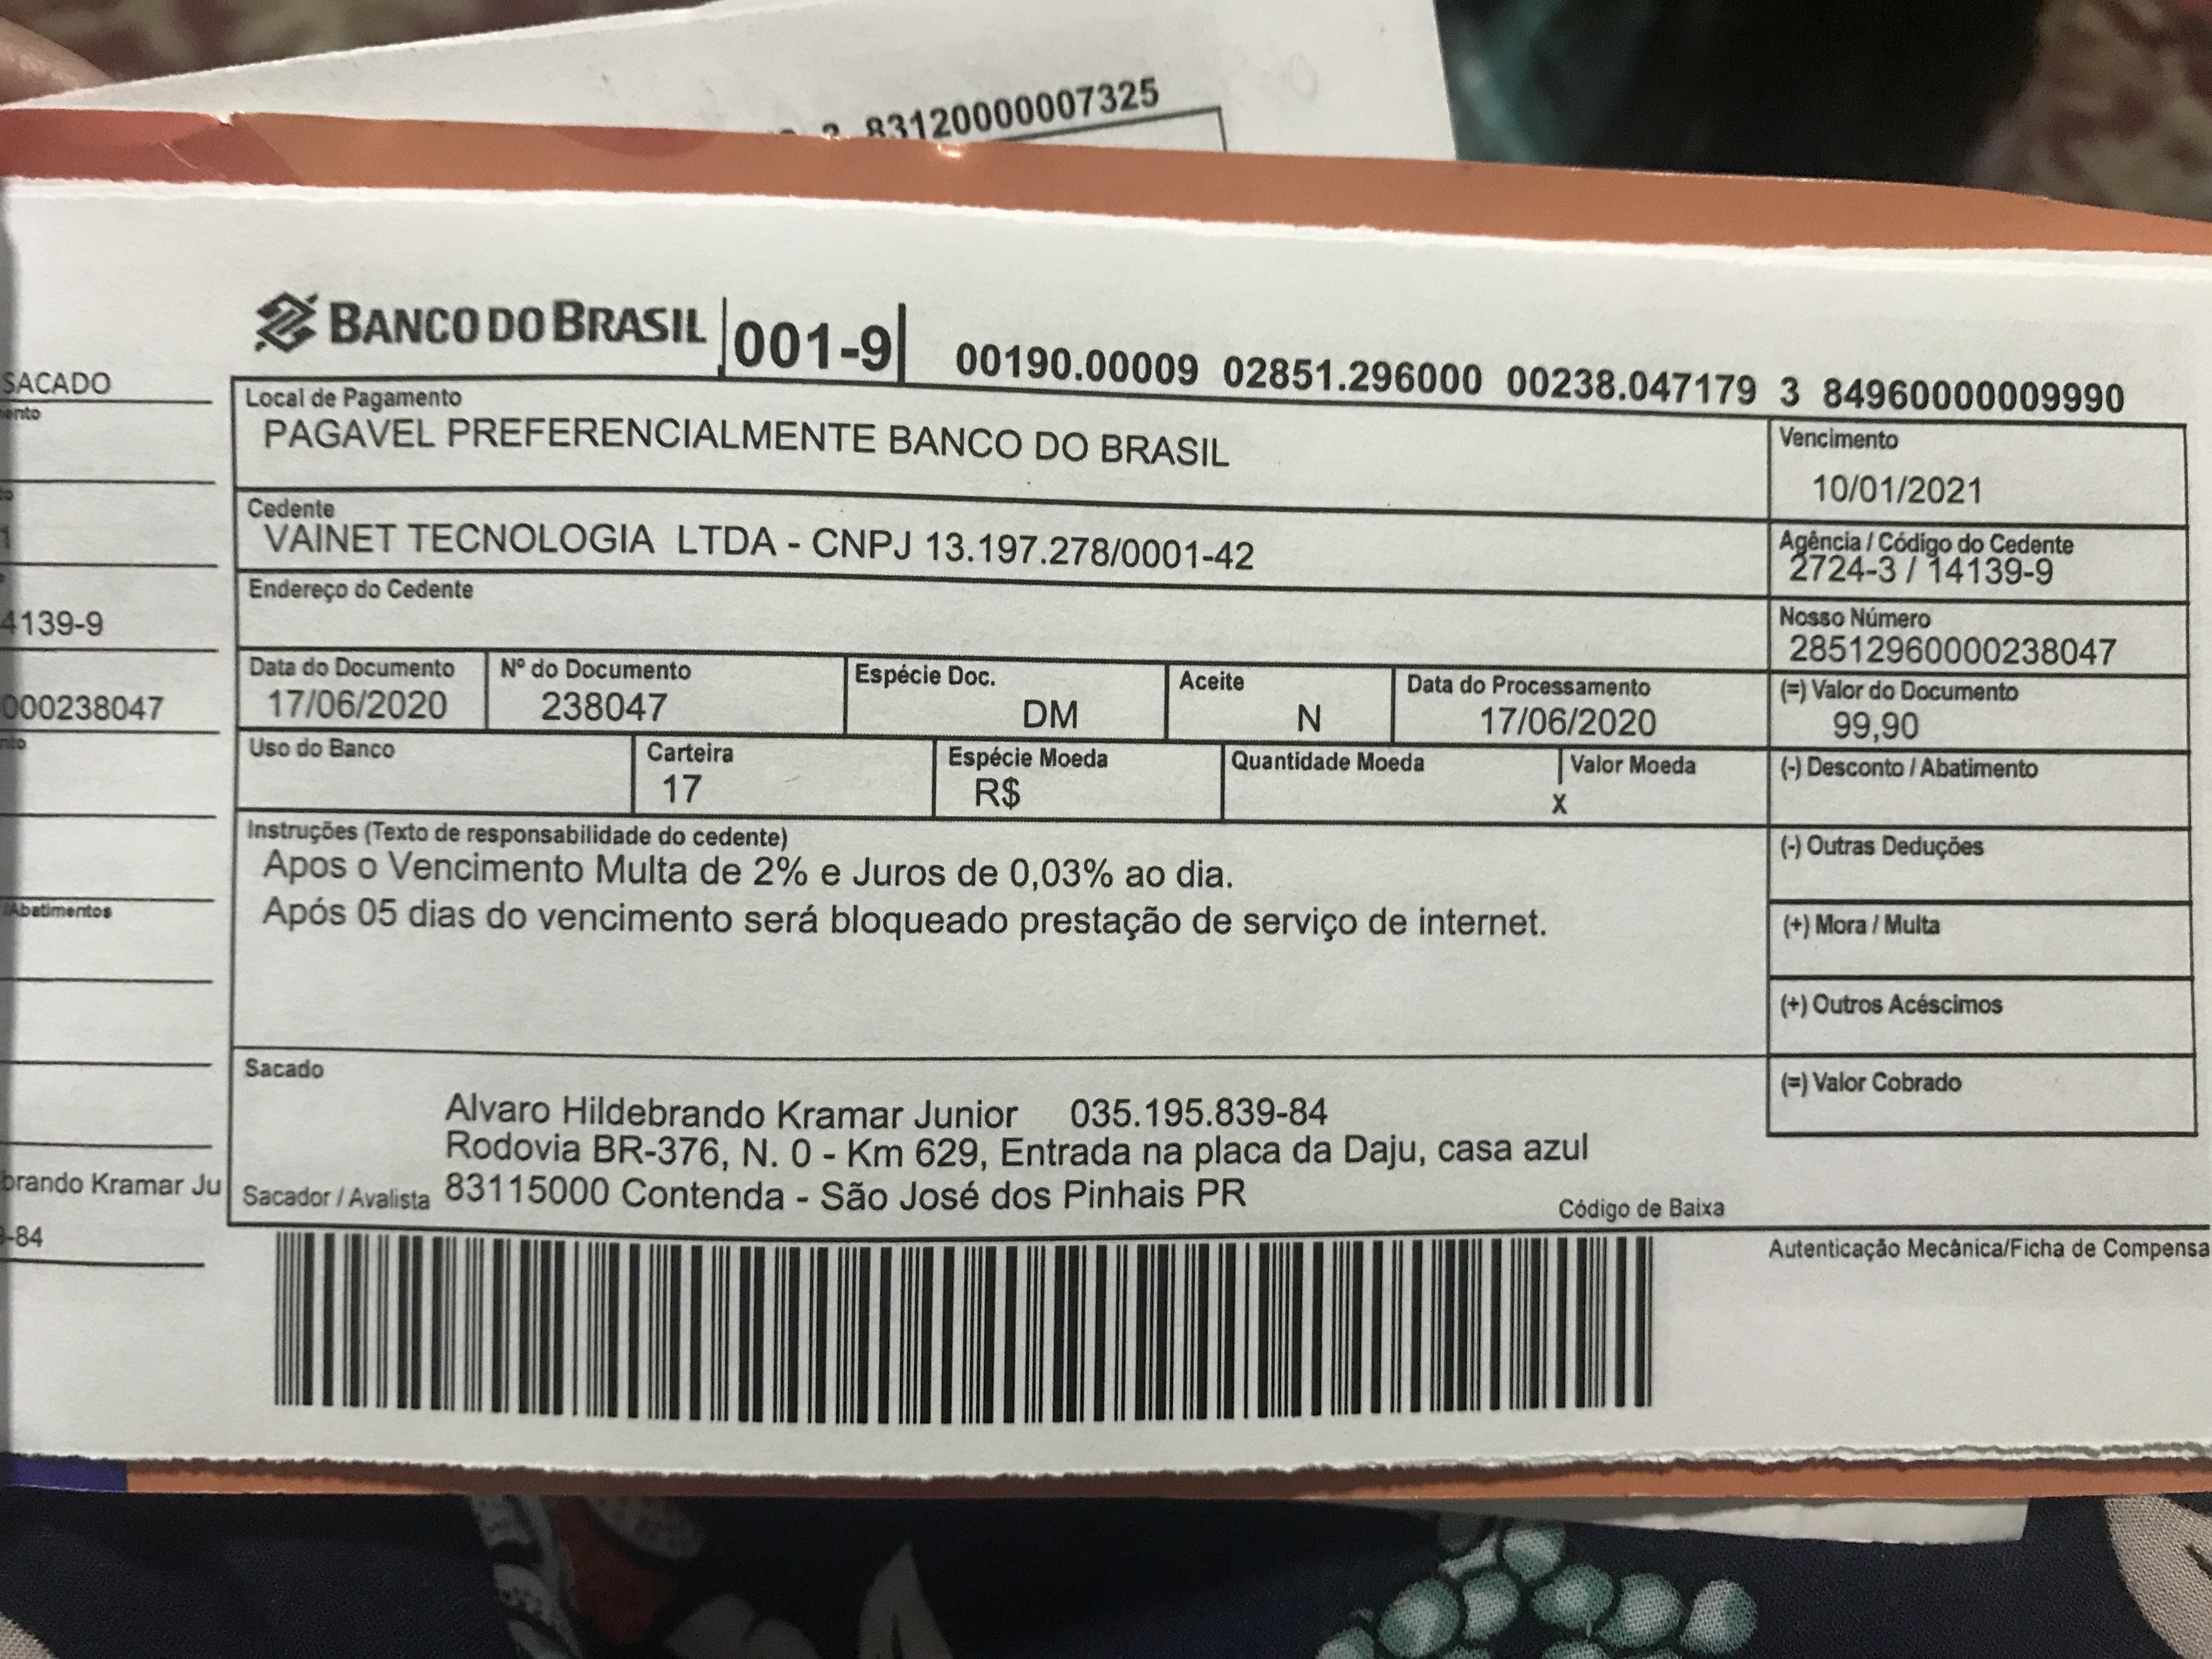 83120000007325
SACADO
4139-9
000238047
/Abatimentos
brando Kramar Ju
-84
BANCO DO BRASIL 001-9 00190.00009 02851.296000 00238.047179 3 84960000009990
Local de Pagamento
PAGAVEL PREFERENCIALMENTE BANCO DO BRASIL
Vencimento
10/01/2021
Cedente
VAINET TECNOLOGIA LTDA - CNPJ 13.197.278/0001-42
Agência / Código do Cedente
2724-3 / 14139-9
Endereço do Cedente
Nosso Número
28512960000238047
Data do Documento Nº do Documento Espécie Doc. Aceite Data do Processamento (=) Valor do Documento
17/06/2020 238047 DM N 17/06/2020 99,90
Uso do Banco Carteira Espécie Moeda Quantidade Moeda Valor Moeda (-) Desconto / Abatimento
17 R$ X
Instruções (Texto de responsabilidade do cedente)
Apos o Vencimento Multa de 2% e Juros de 0,03% ao dia.
Após 05 dias do vencimento será bloqueado prestação de serviço de internet.
(-) Outras Deduções
(+) Mora / Multa
(+) Outros Acéscimos
(=) Valor Cobrado
Sacado
Alvaro Hildebrando Kramar Junior 035.195.839-84
Rodovia BR-376, N. 0 - Km 629, Entrada na placa da Daju, casa azul
Sacador / Avalista 83115000 Contenda - São José dos Pinhais PR
Código de Baixa
Autenticação Mecânica/Ficha de Compensa